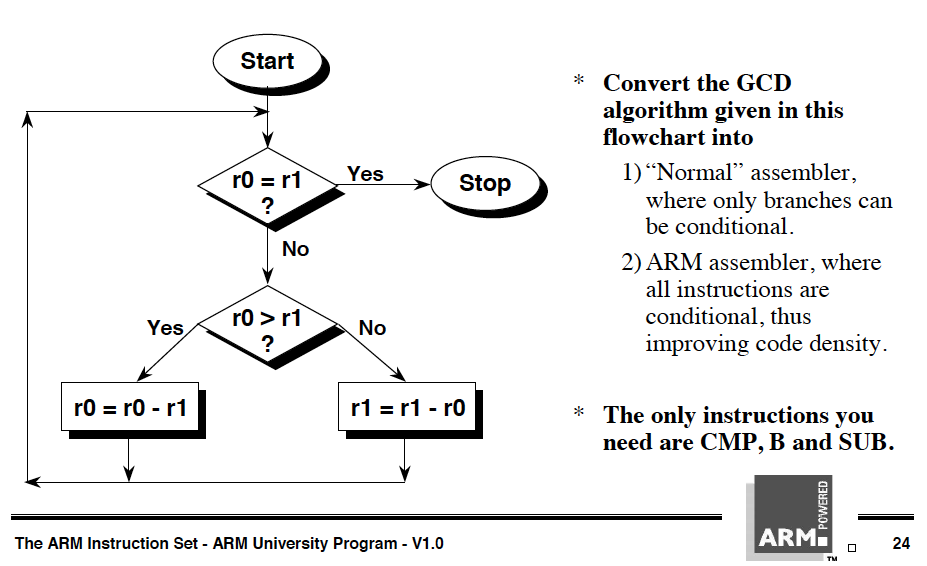 Start
r0 = r1
?
Yes
Stop
No
r0 > r1
?
Yes
No
r0 = r0 - r1
r1 = r1 - r0
* Convert the GCD
algorithm given in this
flowchart into
1) “Normal” assembler,
where only branches can
be conditional.
2) ARM assembler, where
all instructions are
conditional, thus
improving code density.
* The only instructions you
need are CMP, B and SUB.
ARM
POWERED
TM
The ARM Instruction Set - ARM University Program - V1.0
24